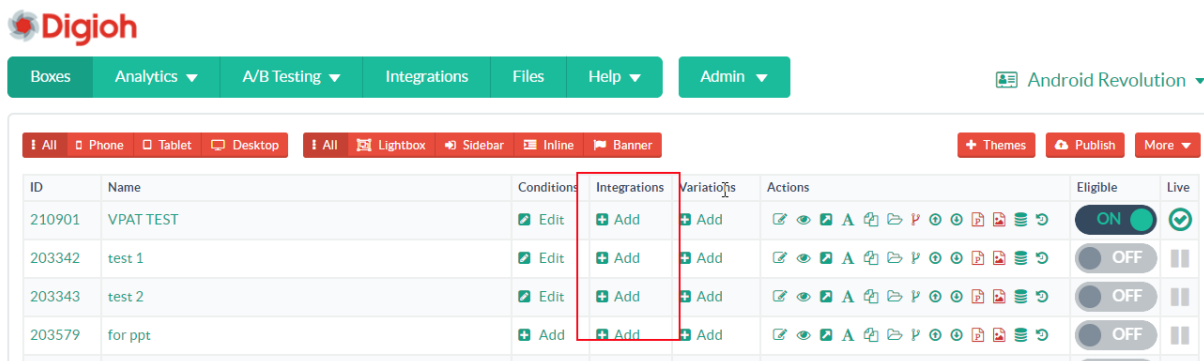 Digioh
Boxes Analytics A/B Testing Integrations Files Help Admin Android Revolution
All Phone Tablet Desktop All Lightbox Sidebar Inline Banner Themes Publish More
ID Name Conditions Integrations Variations Actions Eligible Live
210901 VPAT TEST Edit Add Add ON
203342 test 1 Edit Add Add OFF
203343 test 2 Edit Add Add OFF
203579 for ppt Add Add Add OFF